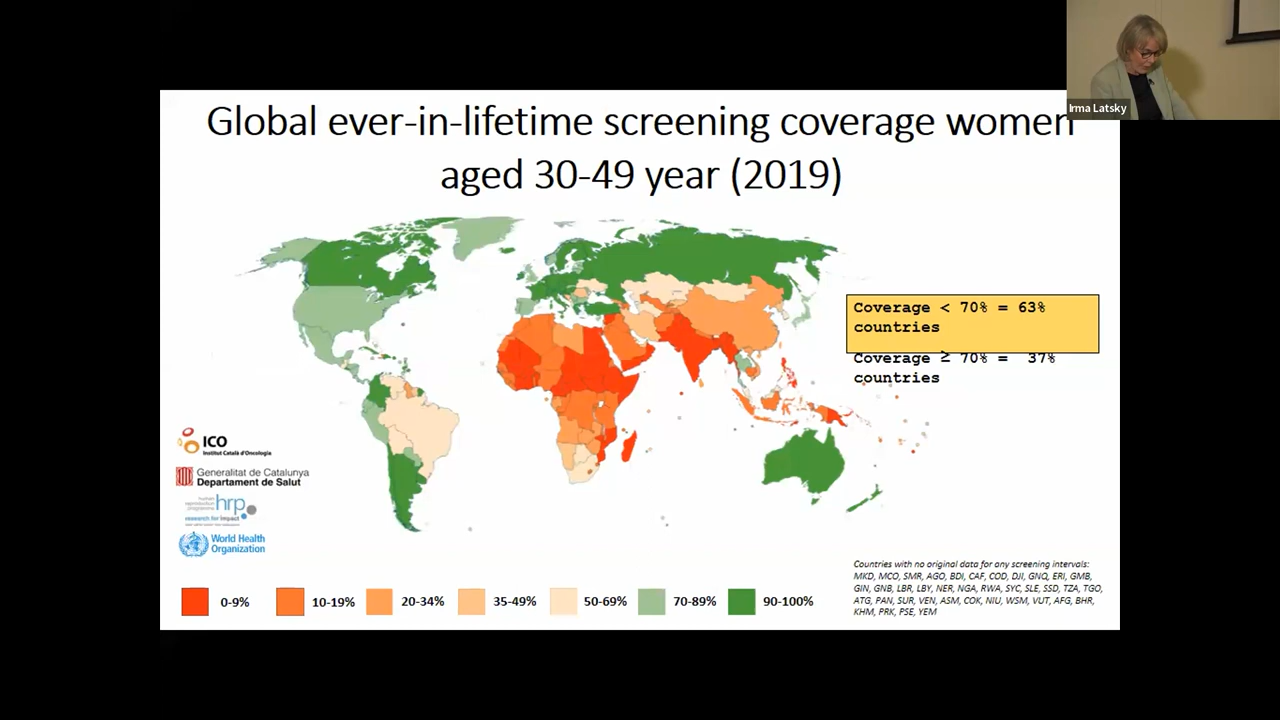 Irma Latsky
Global ever-in-lifetime screening coverage women
aged 30-49 year (2019)
Coverage < 70% = 63%
countries
Coverage ≥ 70% = 37%
countries
ICO
Institut Català d'Oncologia
Generalitat de Catalunya
Departament de Salut
human
reproduction
programme
hrp
research for impact
World Health
Organization
0-9%
10-19%
20-34%
35-49%
50-69%
70-89%
90-100%
Countries with no original data for any screening intervals:
MKD, MCO, SMR, AGO, BDI, CAF, COD, DJI, GNQ, ERI, GMB,
GIN, GNB, LBR, LBY, NER, NGA, RWA, SYC, SLE, SSD, TZA, TGO,
ATG, PAN, SUR, VEN, ASM, COK, NIU, WSM, VUT, AFG, BHR,
KHM, PRK, PSE, YEM